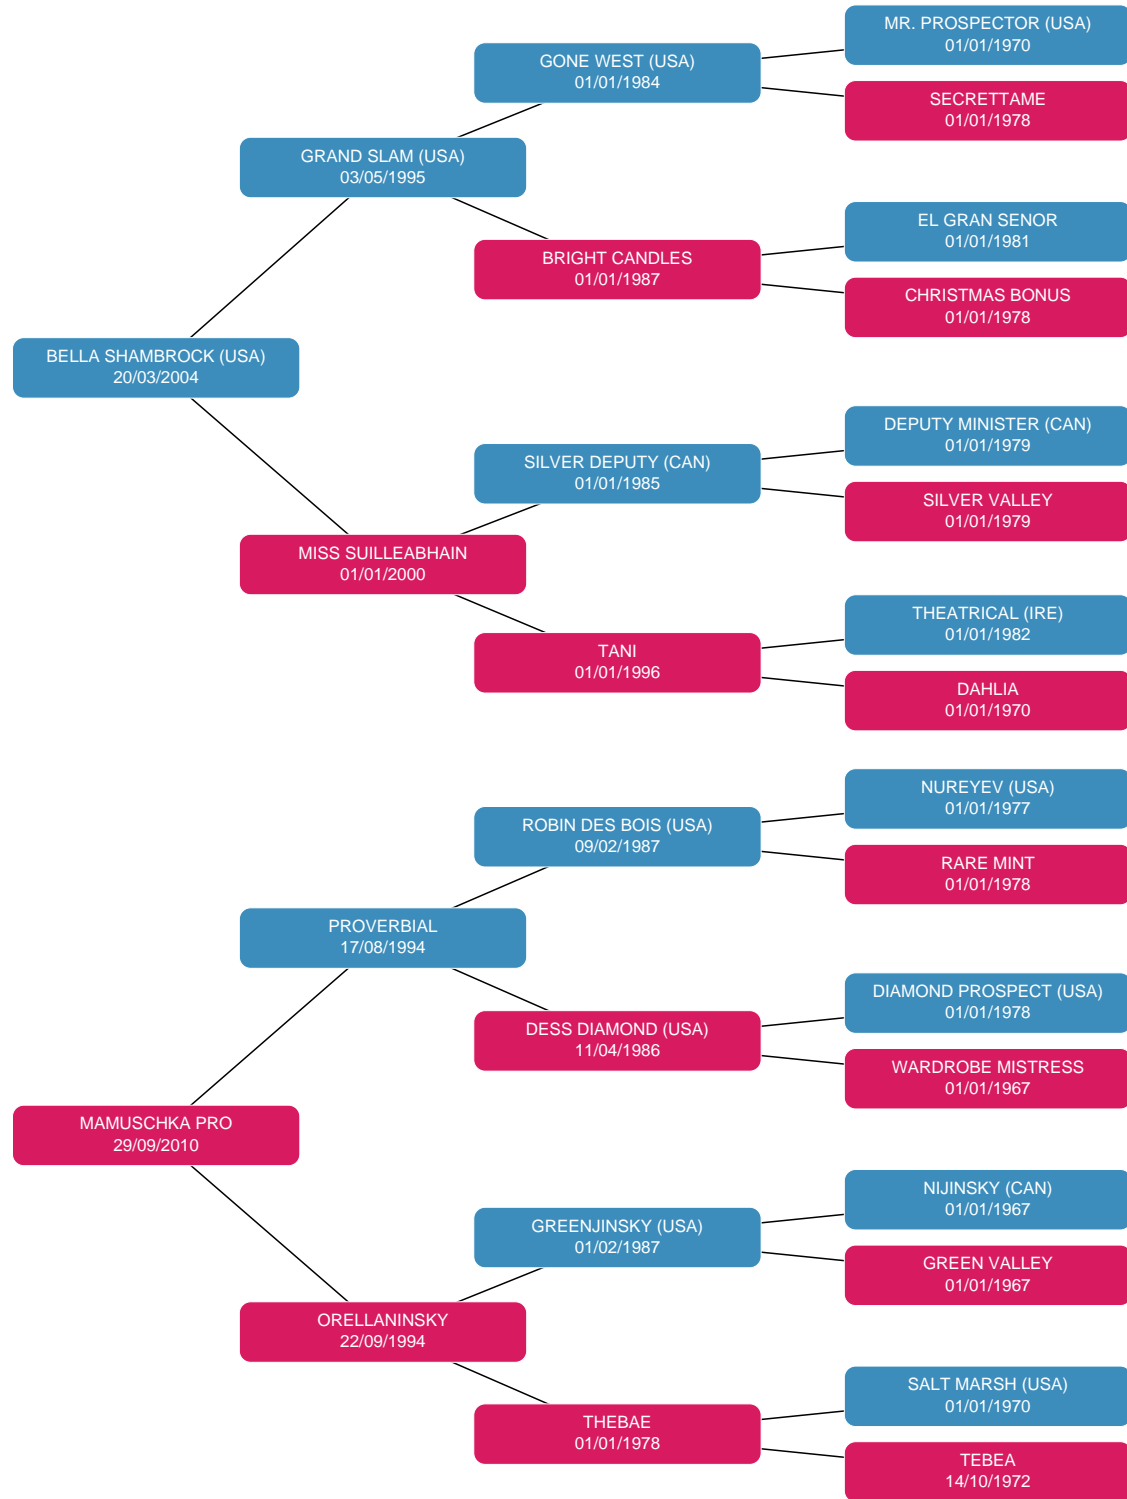 MR. PROSPECTOR (USA)
01/01/1970
GONE WEST (USA)
01/01/1984
SECRETTAME
01/01/1978
GRAND SLAM (USA)
03/05/1995
EL GRAN SENOR
01/01/1981
BRIGHT CANDLES
01/01/1987
CHRISTMAS BONUS
01/01/1978
BELLA SHAMBROCK (USA)
20/03/2004
DEPUTY MINISTER (CAN)
01/01/1979
SILVER DEPUTY (CAN)
01/01/1985
SILVER VALLEY
01/01/1979
MISS SUILLEABHAIN
01/01/2000
THEATRICAL (IRE)
01/01/1982
TANI
01/01/1996
DAHLIA
01/01/1970
NUREYEV (USA)
01/01/1977
ROBIN DES BOIS (USA)
09/02/1987
RARE MINT
01/01/1978
PROVERBIAL
17/08/1994
DIAMOND PROSPECT (USA)
01/01/1978
DESS DIAMOND (USA)
11/04/1986
WARDROBE MISTRESS
01/01/1967
MAMUSCHKA PRO
29/09/2010
NIJINSKY (CAN)
01/01/1967
GREENJINSKY (USA)
01/02/1987
GREEN VALLEY
01/01/1967
ORELLANINSKY
22/09/1994
SALT MARSH (USA)
01/01/1970
THEBAE
01/01/1978
TEBEA
14/10/1972